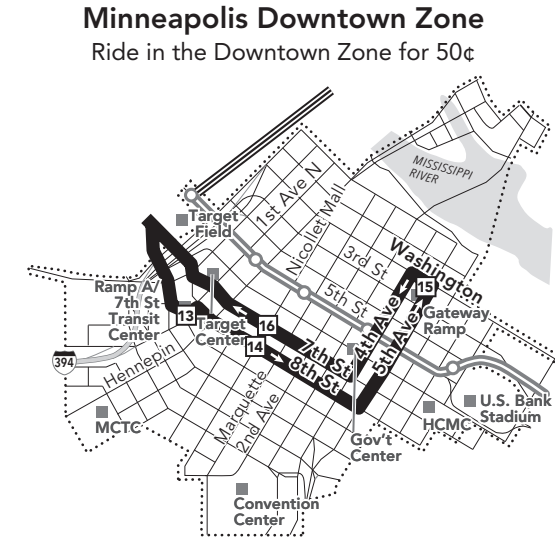 Minneapolis Downtown Zone
Ride in the Downtown Zone for 50¢
MISSISSIPPI
RIVER
1st Ave N
Target
Field
Nicollet Mall
3rd St
Washington
Ramp A/
7th St
Transit
Center
5th St
15
13
Target
Center
16
14
4th Ave
5th Ave
Gateway
Ramp
394
Hennepin
7th St
8th St
Marquette
2nd Ave
MCTC
HCMC
U.S. Bank
Stadium
Gov't
Center
Convention
Center